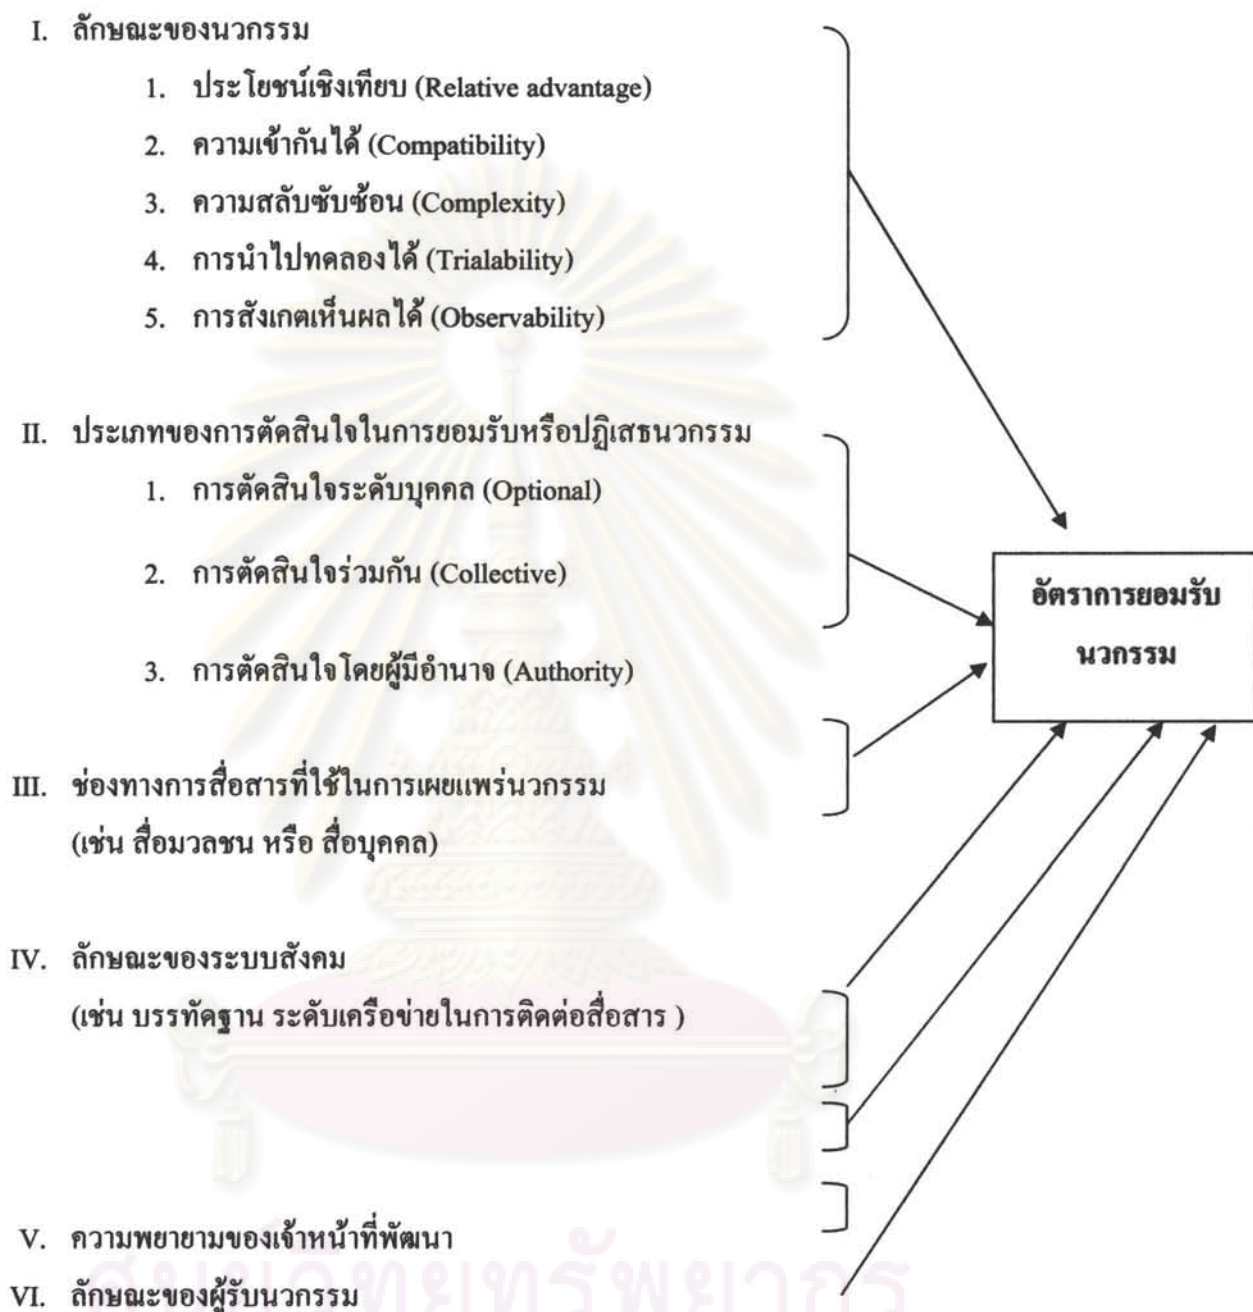 I. ลักษณะของนวกรรม
1. ประโยชน์เชิงเทียบ (Relative advantage)
2. ความเข้ากันได้ (Compatibility)
3. ความสลับซับซ้อน (Complexity)
4. การนำไปทดลองได้ (Trialability)
5. การสังเกตเห็นผลได้ (Observability)
II. ประเภทของการตัดสินใจในการยอมรับหรือปฏิเสธนวกรรม
1. การตัดสินใจระดับบุคคล (Optional)
2. การตัดสินใจร่วมกัน (Collective)
3. การตัดสินใจโดยผู้มีอำนาจ (Authority)
อัตราการยอมรับ
นวกรรม
III. ช่องทางการสื่อสารที่ใช้ในการเผยแพร่นวกรรม
(เช่น สื่อมวลชน หรือ สื่อบุคคล)
IV. ลักษณะของระบบสังคม
(เช่น บรรทัดฐาน ระดับเครือข่ายในการติดต่อสื่อสาร )
V. ความพยายามของเจ้าหน้าที่พัฒนา
VI. ลักษณะของผู้รับนวกรรม
ศูนย์วิทยทรัพยากร